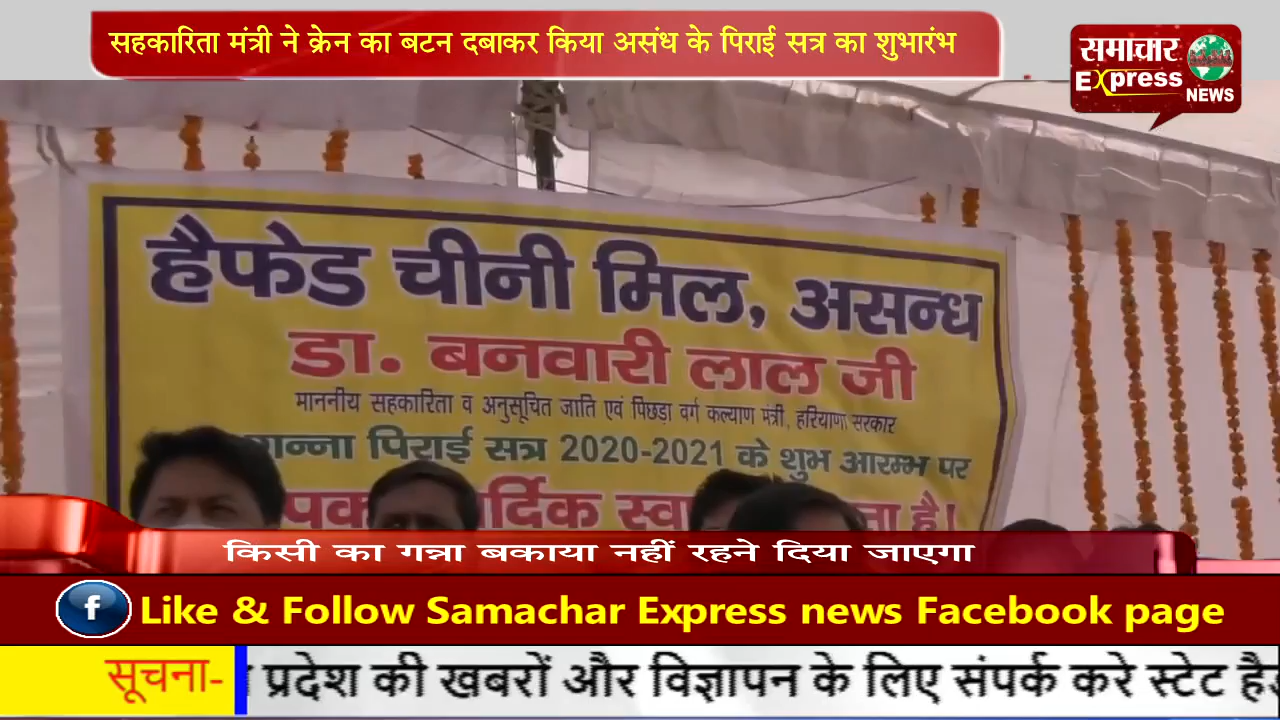 सहकारिता मंत्री ने क्रेन का बटन दबाकर किया असंध के पिराई सत्र का शुभारंभ
समाचार
Express
NEWS
हैफेड चीनी मिल, असन्ध
डा. बनवारी लाल जी
माननीय सहकारिता व अनुसूचित जाति एवं पिछड़ा वर्ग कल्याण मंत्री, हरियाणा सरकार
पिराई सत्र 2020-2021 के शुभ आरम्भ पर
है!
किसी का गन्ना बकाया नहीं रहने दिया जाएगा
f Like & Follow Samachar Express news Facebook page
सूचना- प्रदेश की खबरों और विज्ञापन के लिए संपर्क करे स्टेट